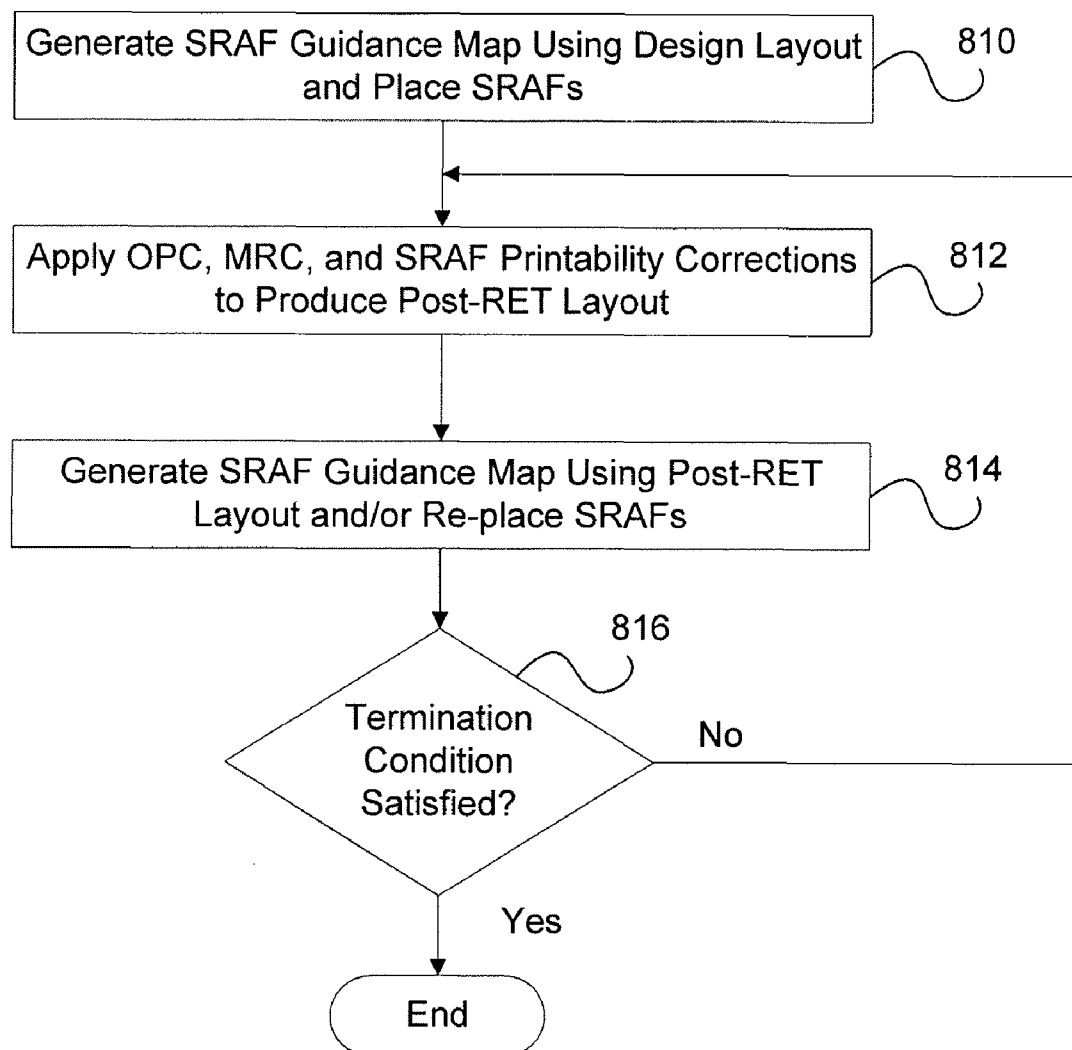 Generate SRAF Guidance Map Using Design Layout
and Place SRAFs
810
Apply OPC, MRC, and SRAF Printability Corrections
to Produce Post-RET Layout
812
Generate SRAF Guidance Map Using Post-RET
Layout and/or Re-place SRAFs
814
816
Termination
Condition
Satisfied?
No
Yes
End